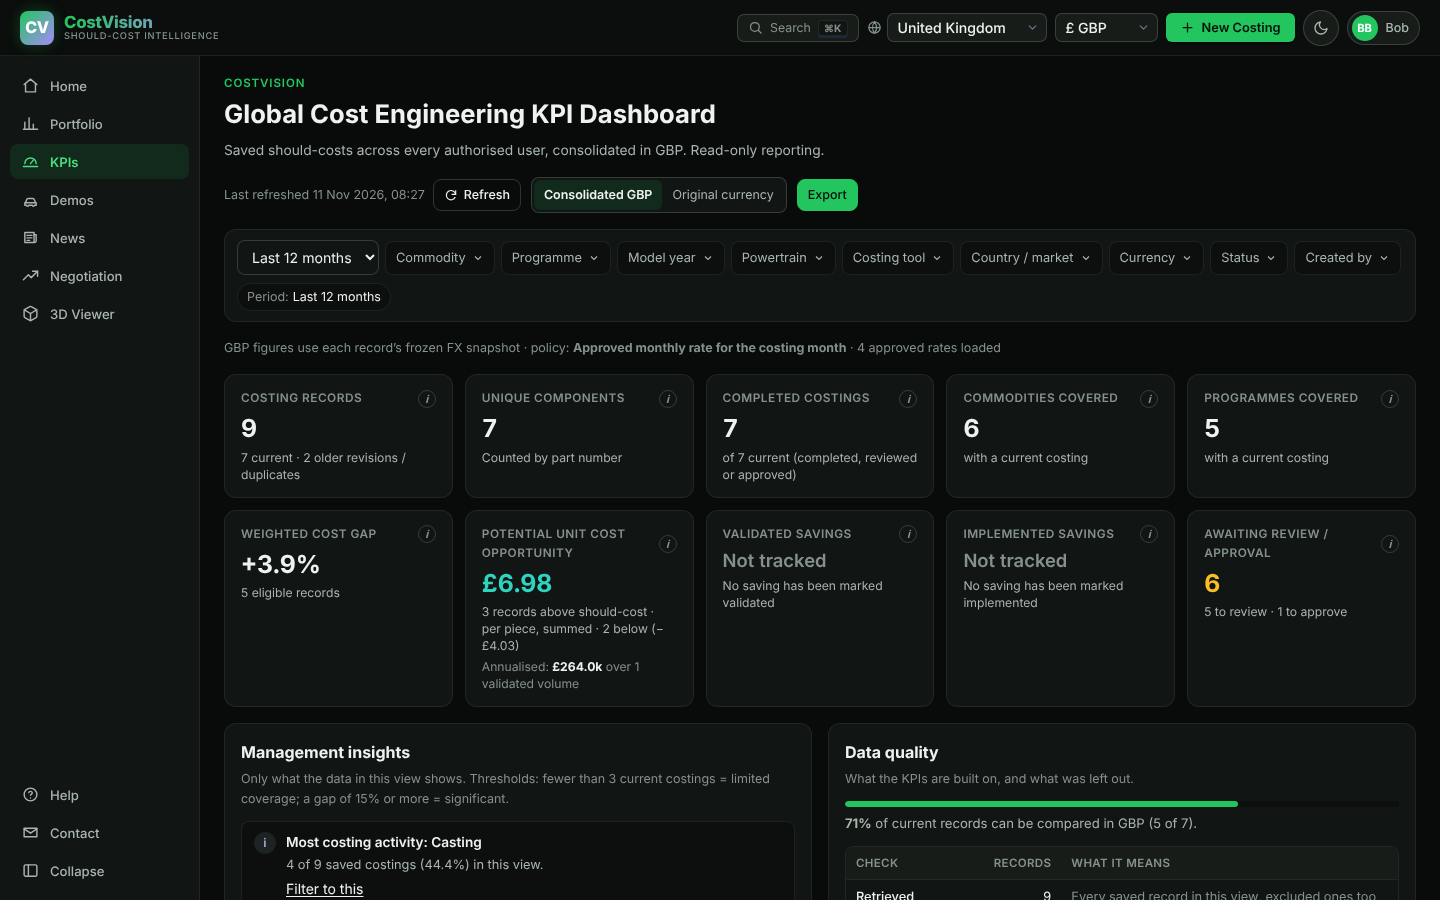 CV
CostVision
SHOULD-COST INTELLIGENCE
Search ⌘K
United Kingdom
£ GBP
+ New Costing
BB Bob
Home
Portfolio
KPIs
Demos
News
Negotiation
3D Viewer
Help
Contact
Collapse
COSTVISION
Global Cost Engineering KPI Dashboard
Saved should-costs across every authorised user, consolidated in GBP. Read-only reporting.
Last refreshed 11 Nov 2026, 08:27
Refresh
Consolidated GBP
Original currency
Export
Last 12 months
Commodity
Programme
Model year
Powertrain
Costing tool
Country / market
Currency
Status
Created by
Period: Last 12 months
GBP figures use each record's frozen FX snapshot · policy: Approved monthly rate for the costing month · 4 approved rates loaded
COSTING RECORDS i
9
7 current · 2 older revisions /
duplicates
UNIQUE COMPONENTS i
7
Counted by part number
COMPLETED COSTINGS i
7
of 7 current (completed, reviewed
or approved)
COMMODITIES COVERED i
6
with a current costing
PROGRAMMES COVERED i
5
with a current costing
WEIGHTED COST GAP i
+3.9%
5 eligible records
POTENTIAL UNIT COST
OPPORTUNITY i
£6.98
3 records above should-cost ·
per piece, summed · 2 below (−
£4.03)
Annualised: £264.0k over 1
validated volume
VALIDATED SAVINGS i
Not tracked
No saving has been marked
validated
IMPLEMENTED SAVINGS i
Not tracked
No saving has been marked
implemented
AWAITING REVIEW /
APPROVAL i
6
5 to review · 1 to approve
Management insights
Only what the data in this view shows. Thresholds: fewer than 3 current costings = limited
coverage; a gap of 15% or more = significant.
i Most costing activity: Casting
4 of 9 saved costings (44.4%) in this view.
Filter to this
Data quality
What the KPIs are built on, and what was left out.
71% of current records can be compared in GBP (5 of 7).
CHECK RECORDS WHAT IT MEANS
Retrieved 9 Every saved record in this view, excluded ones too